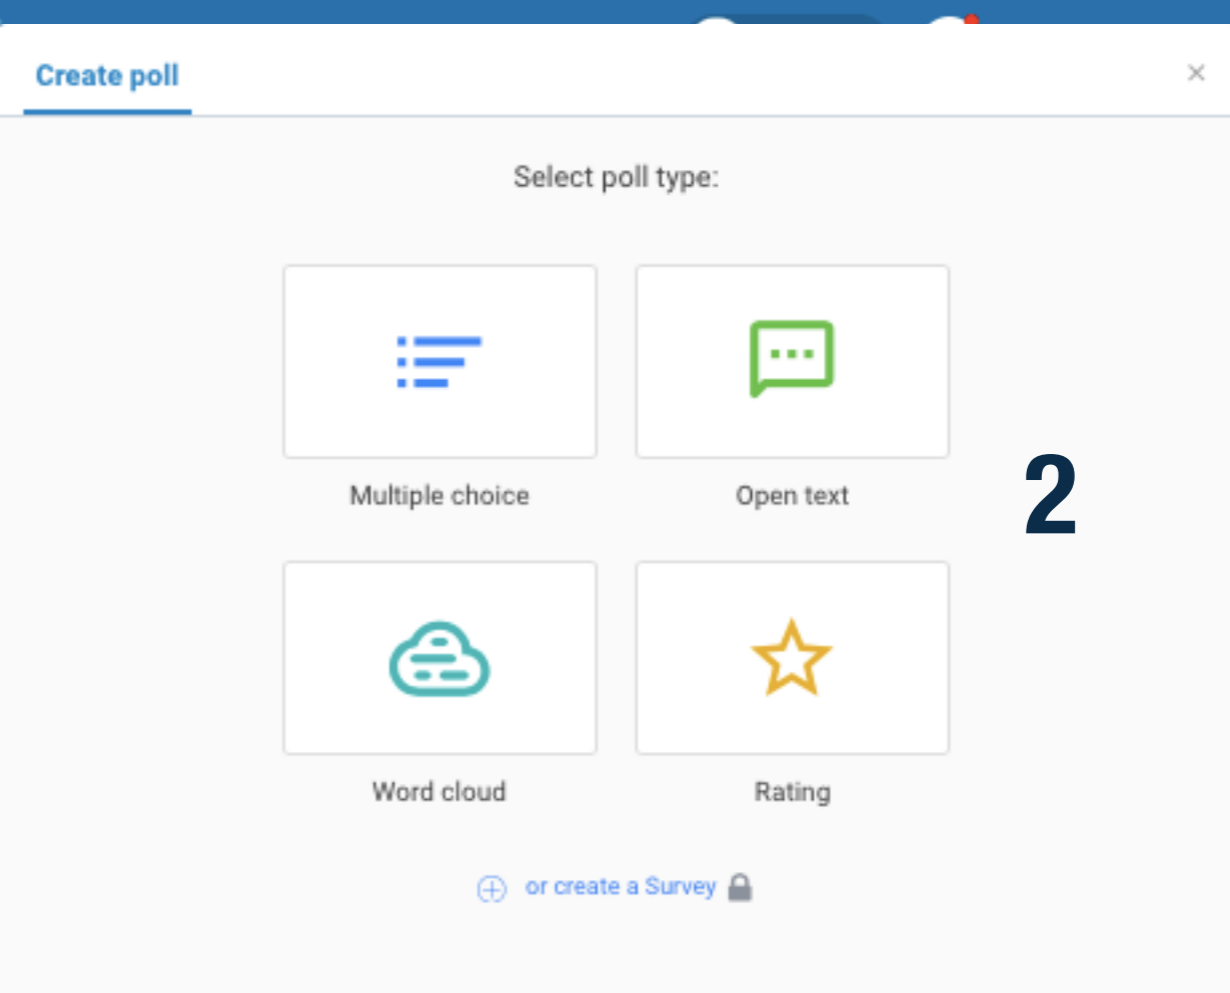 Create poll
Select poll type:
Multiple choice
Open text
2
Word cloud
Rating
or create a Survey